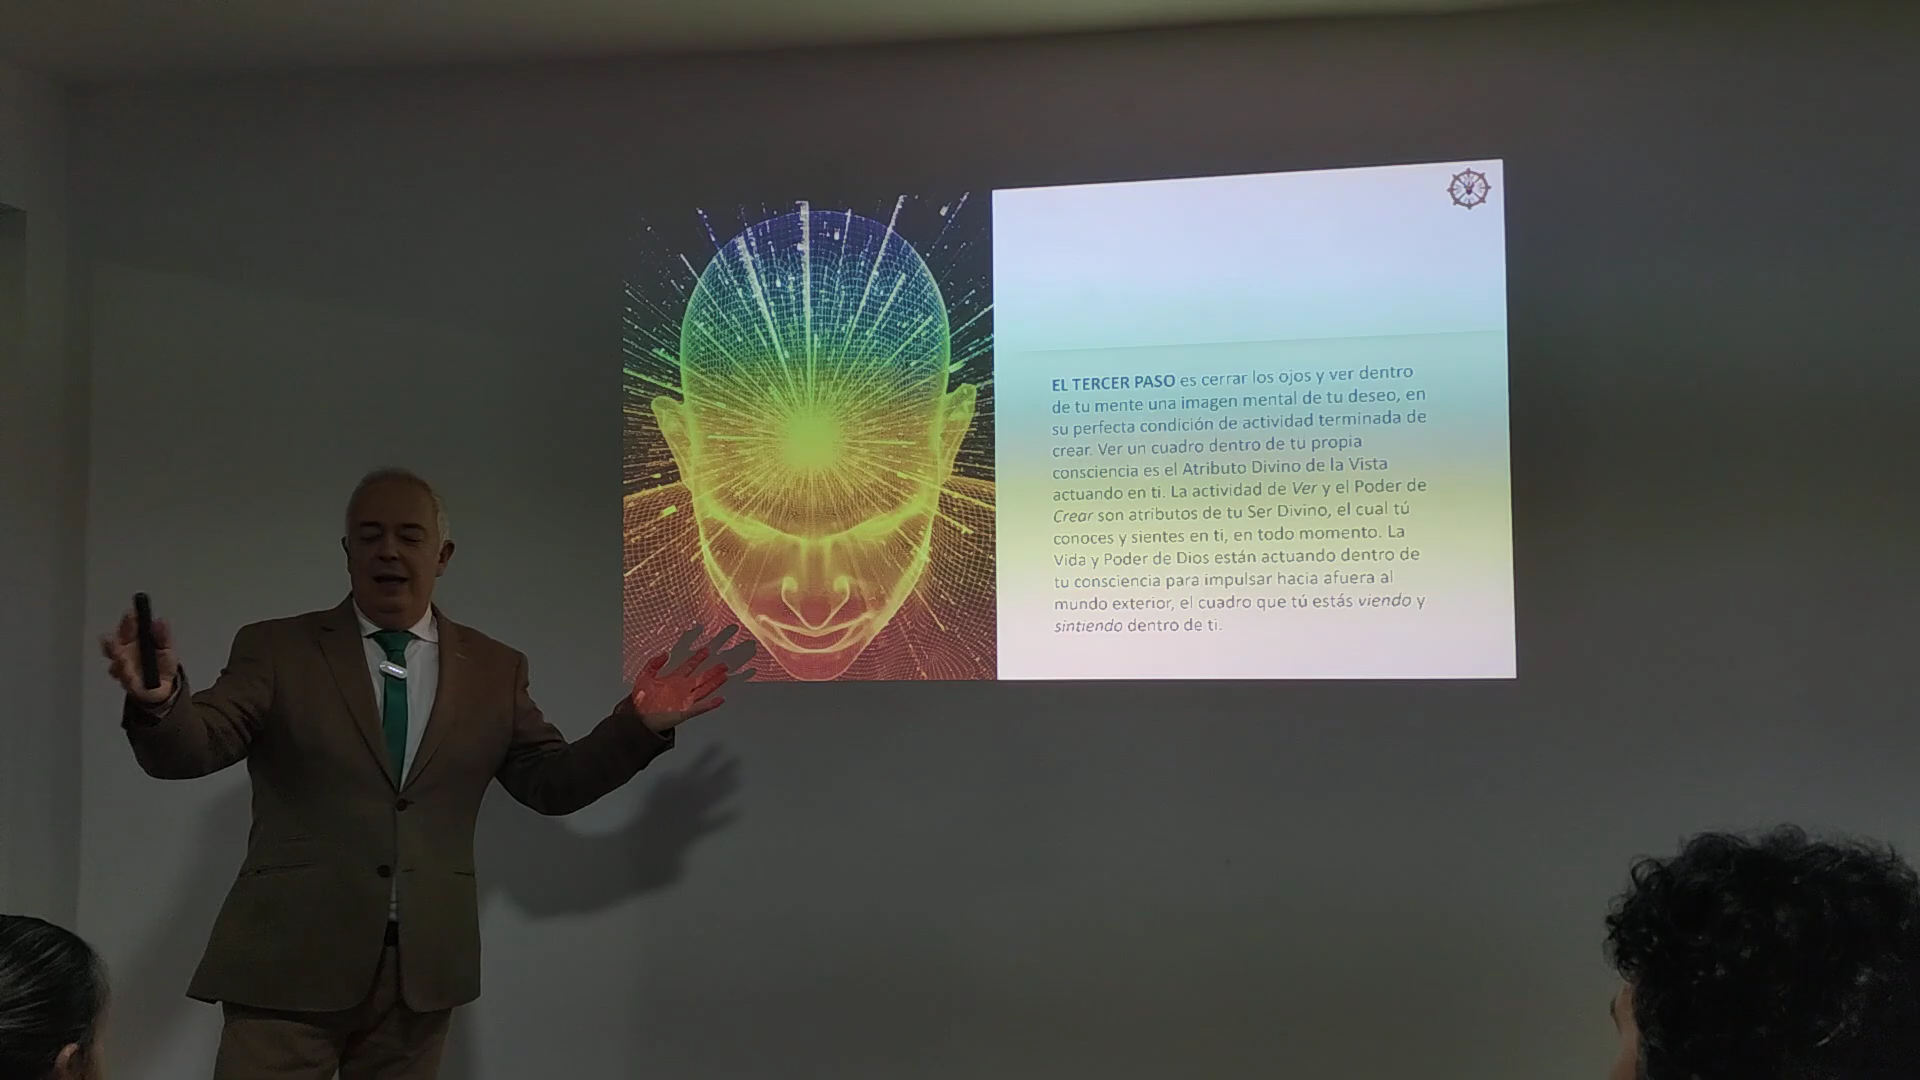 EL TERCER PASO es cerrar los ojos y ver dentro
de tu mente una imagen mental de tu deseo, en
su perfecta condición de actividad terminada de
crear. Ver un cuadro dentro de tu propia
consciencia es el Atributo Divino de la Vista
actuando en ti. La actividad de Ver y el Poder de
Crear son atributos de tu Ser Divino, el cual tú
conoces y sientes en ti, en todo momento. La
Vida y Poder de Dios están actuando dentro de
tu consciencia para impulsar hacia afuera al
mundo exterior, el cuadro que tú estás viendo y
sintiendo dentro de ti.